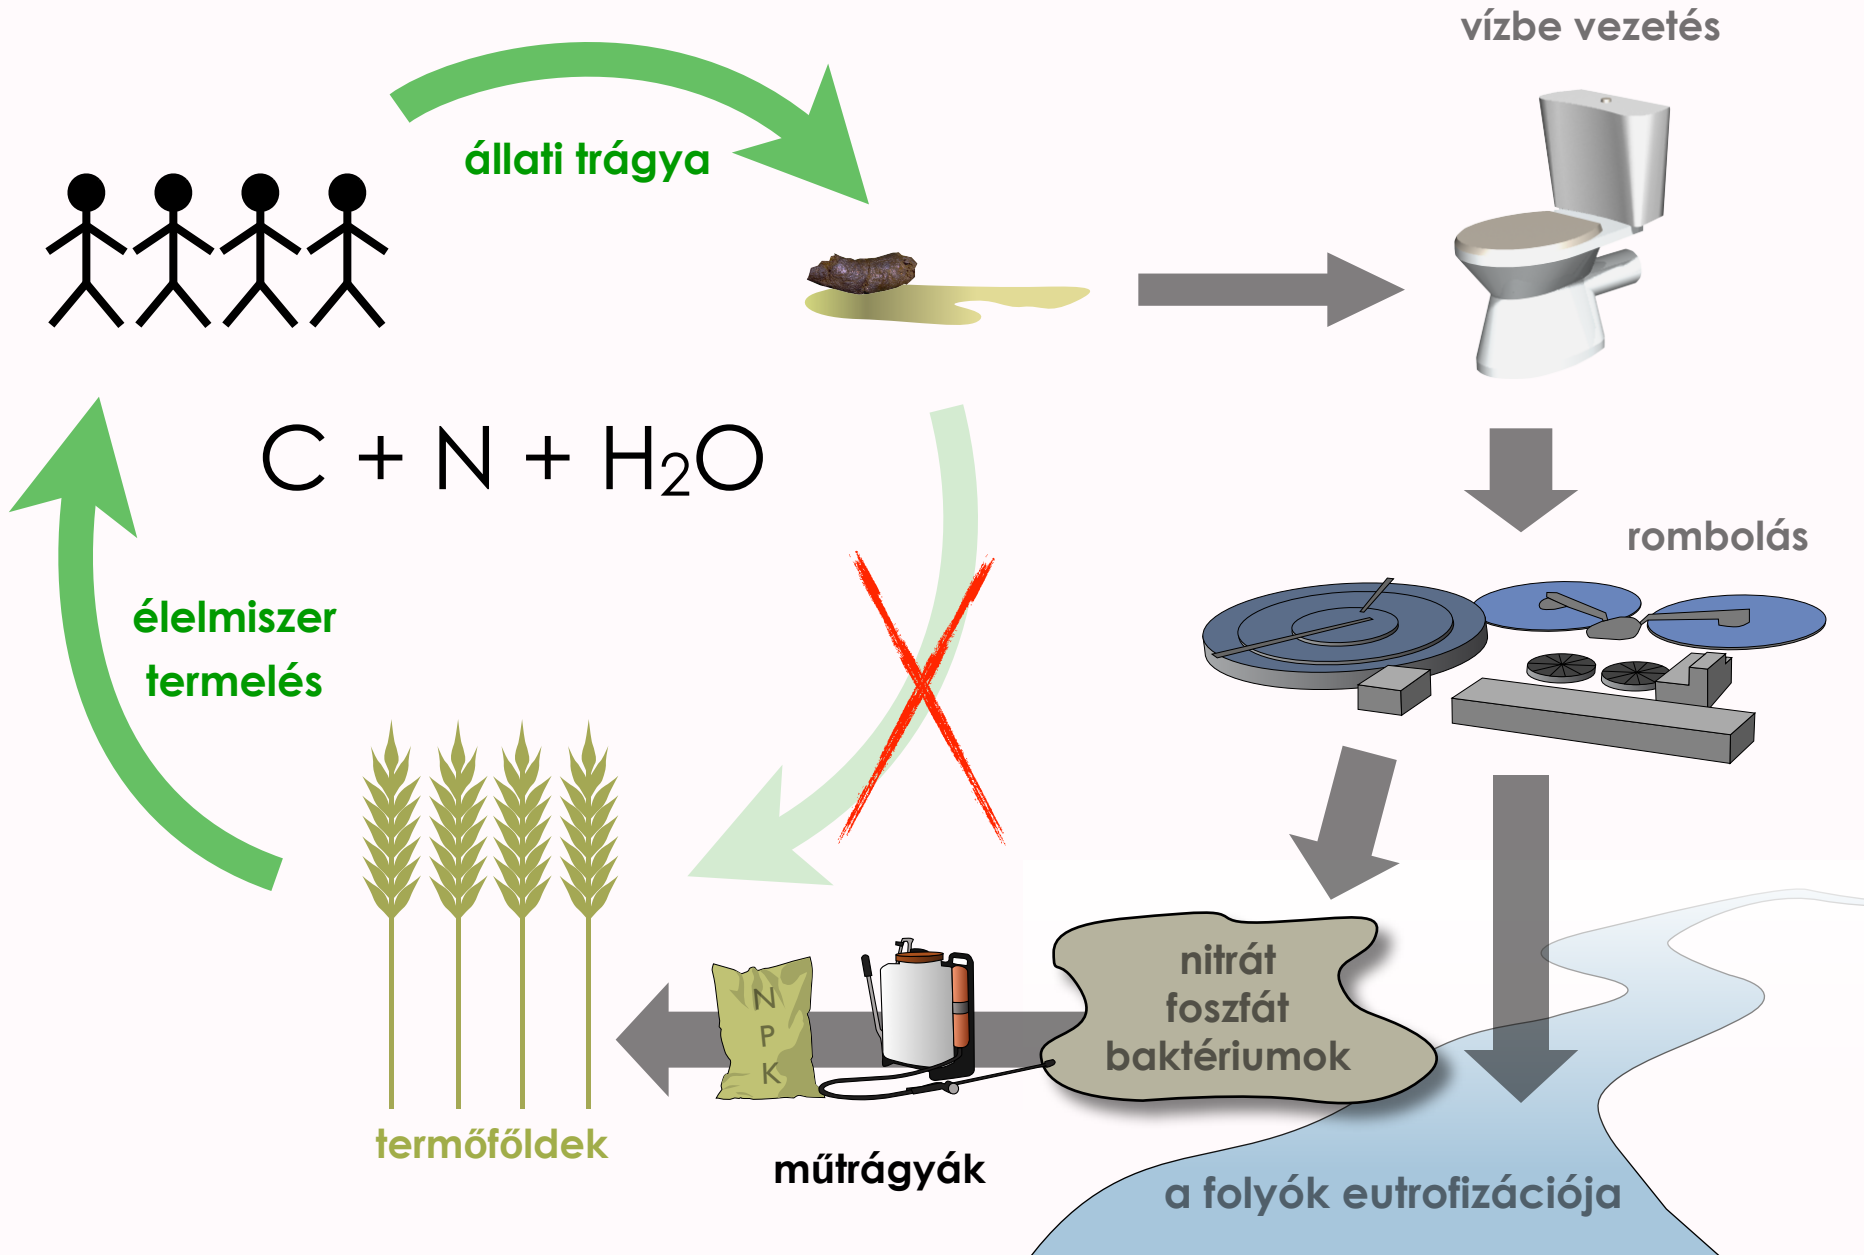 vízbe vezetés
állati trágya
C + N + H₂O
rombolás
élelmiszer
termelés
nitrát
foszfát
baktériumok
N
P
K
termőföldek
műtrágyák
a folyók eutrofizációja